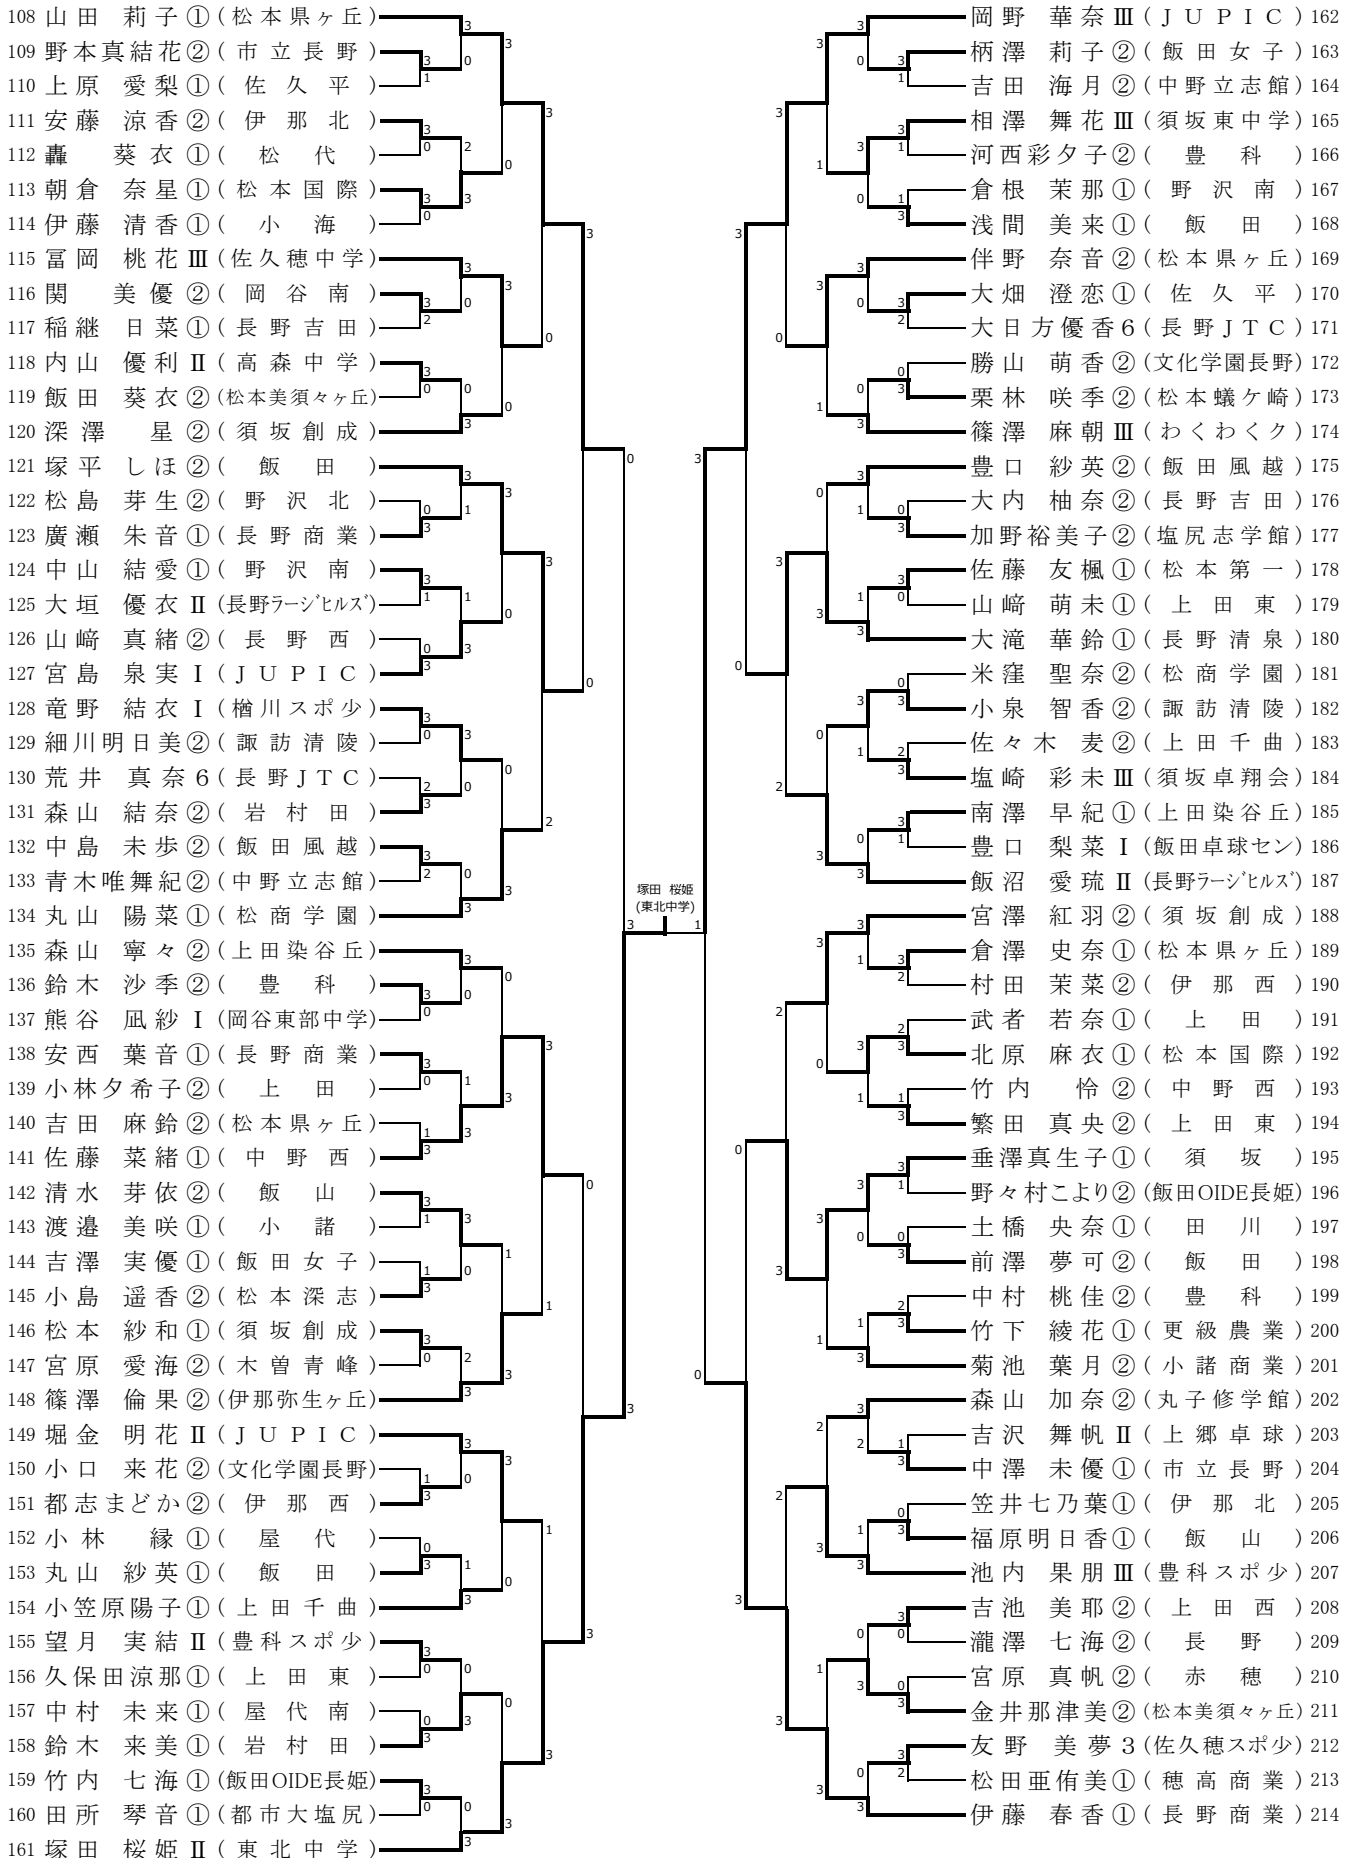 108 山田 莉子①(松本県ヶ丘)
109 野本真結花②(市立長野)
110 上原 愛梨①(佐久平)
111 安藤 涼香②(伊那北)
112 轟 葵衣①(松代)
113 朝倉 奈星①(松本国際)
114 伊藤 清香①(小海)
115 冨岡 桃花Ⅲ(佐久穂中学)
116 関 美優②(岡谷南)
117 稲継 日菜①(長野吉田)
118 内山 優利Ⅱ(高森中学)
119 飯田 葵衣②(松本美須々ヶ丘)
120 深澤 星②(須坂創成)
121 塚平 しほ②(飯田)
122 松島 芽生②(野沢北)
123 廣瀬 朱音①(長野商業)
124 中山 結愛①(野沢南)
125 大垣 優衣Ⅱ(長野ラージヒルズ)
126 山﨑 真緒②(長野西)
127 宮島 泉実Ⅰ(JUPIC)
128 竜野 結衣Ⅰ(楢川スポ少)
129 細川明日美②(諏訪清陵)
130 荒井 真奈6(長野JTC)
131 森山 結奈②(岩村田)
132 中島 未歩②(飯田風越)
133 青木唯舞紀②(中野立志館)
134 丸山 陽菜①(松商学園)
135 森山 寧々②(上田染谷丘)
136 鈴木 沙季②(豊科)
137 熊谷 凪紗Ⅰ(岡谷東部中学)
138 安西 葉音①(長野商業)
139 小林夕希子②(上田)
140 吉田 麻鈴②(松本県ヶ丘)
141 佐藤 菜緒①(中野西)
142 清水 芽依②(飯山)
143 渡邉 美咲①(小諸)
144 吉澤 実優①(飯田女子)
145 小島 遥香②(松本深志)
146 松本 紗和①(須坂創成)
147 宮原 愛海②(木曽青峰)
148 篠澤 倫果②(伊那弥生ヶ丘)
149 堀金 明花Ⅱ(JUPIC)
150 小口 来花②(文化学園長野)
151 都志まどか②(伊那西)
152 小林 縁①(屋代)
153 丸山 紗英①(飯田)
154 小笠原陽子①(上田千曲)
155 望月 実結Ⅱ(豊科スポ少)
156 久保田涼那①(上田東)
157 中村 未来①(屋代南)
158 鈴木 来美①(岩村田)
159 竹内 七海①(飯田OIDE長姫)
160 田所 琴音①(都市大塩尻)
161 塚田 桜姫Ⅱ(東北中学)
塚田 桜姫
(東北中学)
3 1
岡野 華奈Ⅲ(JUPIC)162
柄澤 莉子②(飯田女子)163
吉田 海月②(中野立志館)164
相澤 舞花Ⅲ(須坂東中学)165
河西彩夕子②(豊科)166
倉根 茉那①(野沢南)167
浅間 美来①(飯田)168
伴野 奈音②(松本県ヶ丘)169
大畑 澄恋①(佐久平)170
大日方優香6(長野JTC)171
勝山 萌香②(文化学園長野)172
栗林 咲季②(松本蟻ケ崎)173
篠澤 麻朝Ⅲ(わくわくク)174
豊口 紗英②(飯田風越)175
大内 柚奈②(長野吉田)176
加野裕美子②(塩尻志学館)177
佐藤 友楓①(松本第一)178
山﨑 萌未①(上田東)179
大滝 華鈴①(長野清泉)180
米窪 聖奈②(松商学園)181
小泉 智香②(諏訪清陵)182
佐々木 麦②(上田千曲)183
塩崎 彩未Ⅲ(須坂卓翔会)184
南澤 早紀①(上田染谷丘)185
豊口 梨菜Ⅰ(飯田卓球セン)186
飯沼 愛琉Ⅱ(長野ラージヒルズ)187
宮澤 紅羽②(須坂創成)188
倉澤 史奈①(松本県ヶ丘)189
村田 茉菜②(伊那西)190
武者 若奈①(上田)191
北原 麻衣①(松本国際)192
竹内 怜②(中野西)193
繁田 真央②(上田東)194
垂澤真生子①(須坂)195
野々村こより②(飯田OIDE長姫)196
土橋 央奈①(田川)197
前澤 夢可②(飯田)198
中村 桃佳②(豊科)199
竹下 綾花①(更級農業)200
菊池 葉月②(小諸商業)201
森山 加奈②(丸子修学館)202
吉沢 舞帆Ⅱ(上郷卓球)203
中澤 未優①(市立長野)204
笠井七乃葉①(伊那北)205
福原明日香①(飯山)206
池内 果朋Ⅲ(豊科スポ少)207
吉池 美耶②(上田西)208
瀧澤 七海②(長野)209
宮原 真帆②(赤穂)210
金井那津美②(松本美須々ヶ丘)211
友野 美夢3(佐久穂スポ少)212
松田亜侑美①(穂高商業)213
伊藤 春香①(長野商業)214